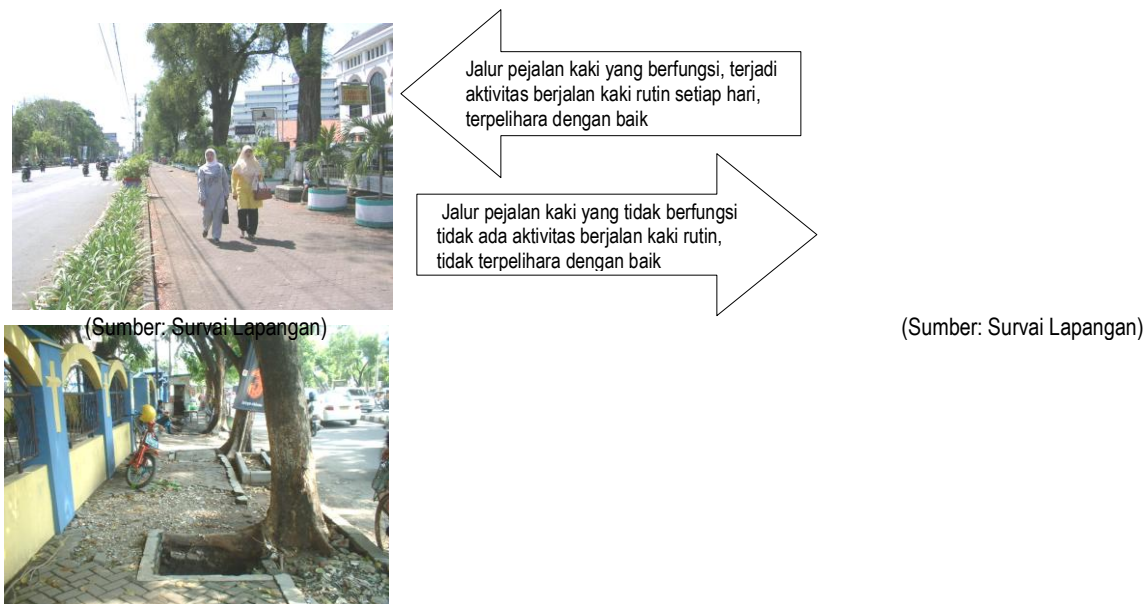 Jalur pejalan kaki yang berfungsi, terjadi
aktivitas berjalan kaki rutin setiap hari,
terpelihara dengan baik
Jalur pejalan kaki yang tidak berfungsi
tidak ada aktivitas berjalan kaki rutin,
tidak terpelihara dengan baik
(Sumber: Survai Lapangan)
(Sumber: Survai Lapangan)